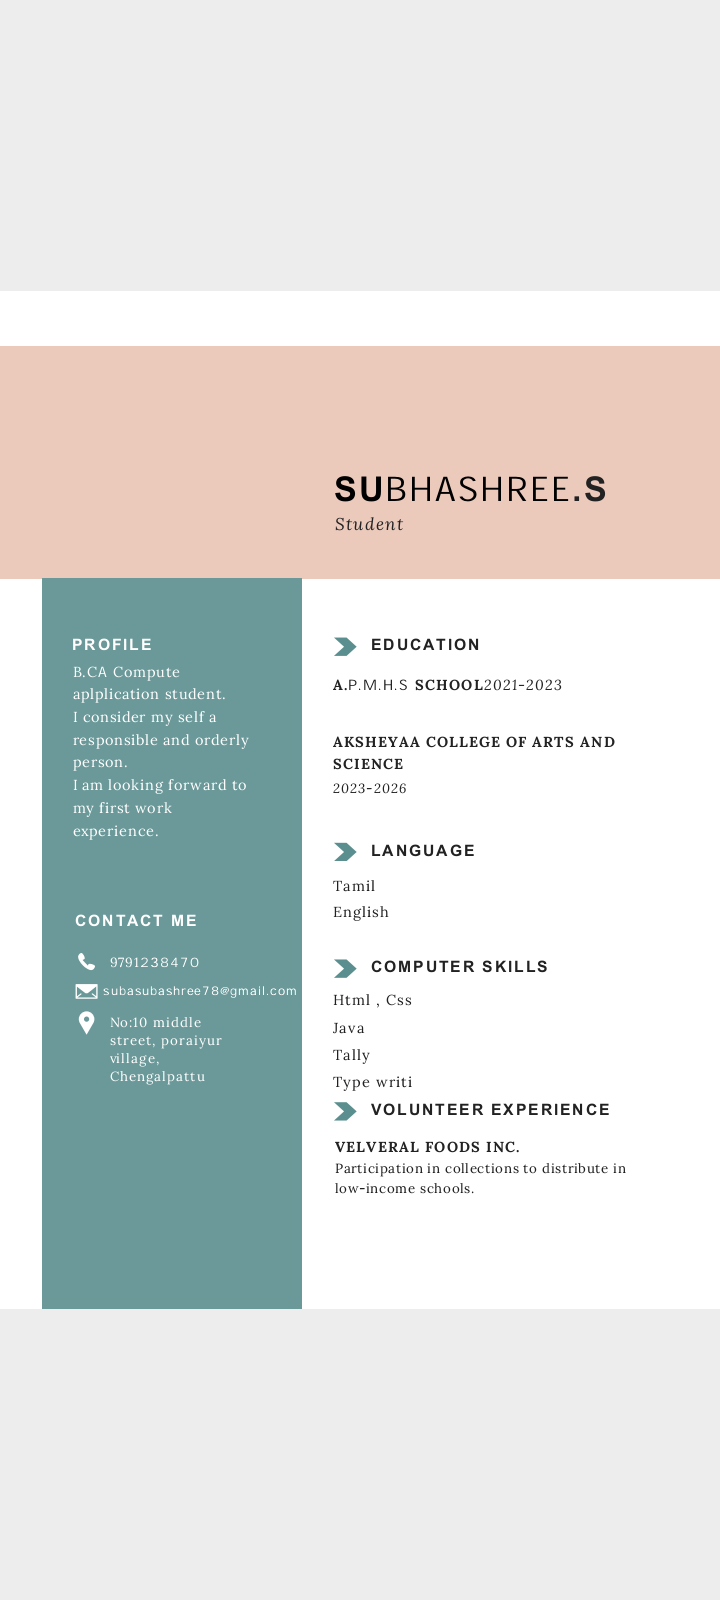 SUBHASHREE.S
Student
PROFILE
B.CA Compute
aplplication student.
I consider my self a
responsible and orderly
person.
I am looking forward to
my first work
experience.
CONTACT ME
9791238470
subasubashree78@gmail.com
No:10 middle
street, poraiyur
village,
Chengalpattu
EDUCATION
A.P.M.H.S SCHOOL2021-2023
AKSHEYAA COLLEGE OF ARTS AND
SCIENCE
2023-2026
LANGUAGE
Tamil
English
COMPUTER SKILLS
Html , Css
Java
Tally
Type writi
VOLUNTEER EXPERIENCE
VELVERAL FOODS INC.
Participation in collections to distribute in
low-income schools.